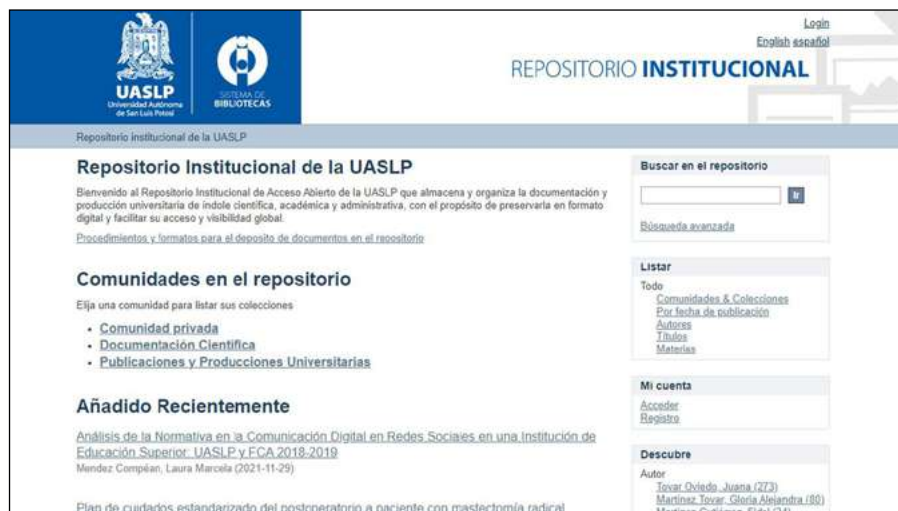 UASLP
Universidad Autónoma
de San Luis Potosí
SISTEMA DE
BIBLIOTECAS
Login
English español
REPOSITORIO INSTITUCIONAL
Repositorio institucional de la UASLP
Repositorio Institucional de la UASLP
Bienvenido al Repositorio Institucional de Acceso Abierto de la UASLP que almacena y organiza la documentación y
producción universitaria de indole científica, académica y administrativa, con el propósito de preservarla en formato
digital y facilitar su acceso y visibilidad global.
Procedimientos y formatos para el deposito de documentos en el repositorio
Comunidades en el repositorio
Elija una comunidad para listar sus colecciones
Comunidad privada
Documentación Científica
Publicaciones y Producciones Universitarias
Añadido Recientemente
Análisis de la Normativa en la Comunicación Digital en Redes Sociales en una Institución de
Educación Superior: UASLP y FCA 2018-2019
Mendez Compéan, Laura Marcela (2021-11-29)
Plan de cuidados estandarizado del postoperatorio a paciente con mastectomía radical
Buscar en el repositorio
Ir
Búsqueda avanzada
Listar
Todo
Comunidades & Colecciones
Por fecha de publicación
Autores
Títulos
Materias
Mi cuenta
Acceder
Registro
Descubre
Autor
Tovar Oviedo, Juana (273)
Martínez Tovar, Gloria Alejandra (80)